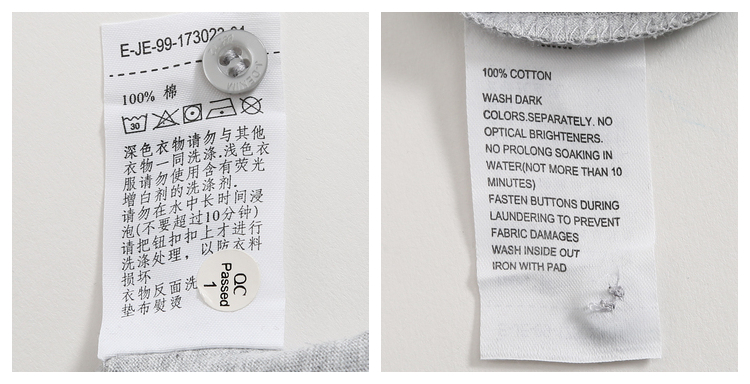 E-JE-99-173023-01
100% 棉
30
深色衣物请勿与其他
衣物一同洗涤.浅色衣
服请勿使用含有荧光
增白剂的洗涤剂.
请勿在水中长时间浸
泡(不要超过10分钟)
请把钮扣扣上才进行
洗涤处理，以防衣料
损坏
衣物反面洗
垫布熨烫
QC
Passed
1
100% COTTON
WASH DARK
COLORS.SEPARATELY. NO
OPTICAL BRIGHTENERS.
NO PROLONG SOAKING IN
WATER(NOT MORE THAN 10
MINUTES)
FASTEN BUTTONS DURING
LAUNDERING TO PREVENT
FABRIC DAMAGES
WASH INSIDE OUT
IRON WITH PAD